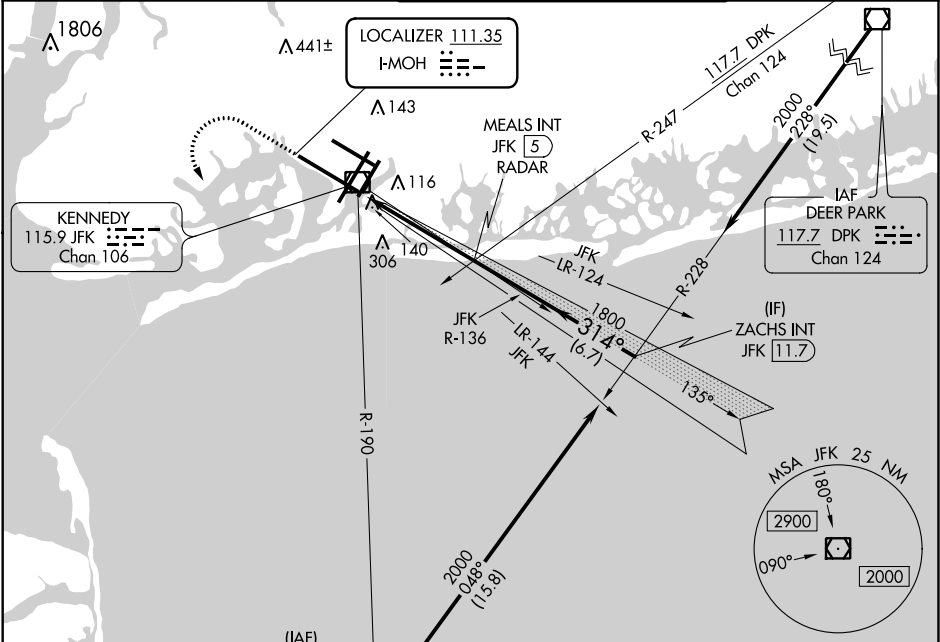 1806
441±
LOCALIZER 111.35
I-MOH
143
117.7 DPK
Chan 124
R-247
2000
228°
(19.5)
MEALS INT
JFK 5
RADAR
116
KENNEDY
115.9 JFK
Chan 106
IAF
DEER PARK
117.7 DPK
Chan 124
306
140
JFK
LR-124
R-228
(IF)
ZACHS INT
JFK 11.7
1800
314°
(6.7)
JFK
R-136
LR-144
JFK
135°
R-190
MSA JFK 25 NM
180°
2900
090°
2000
2000
048°
(15.8)
(IAF)